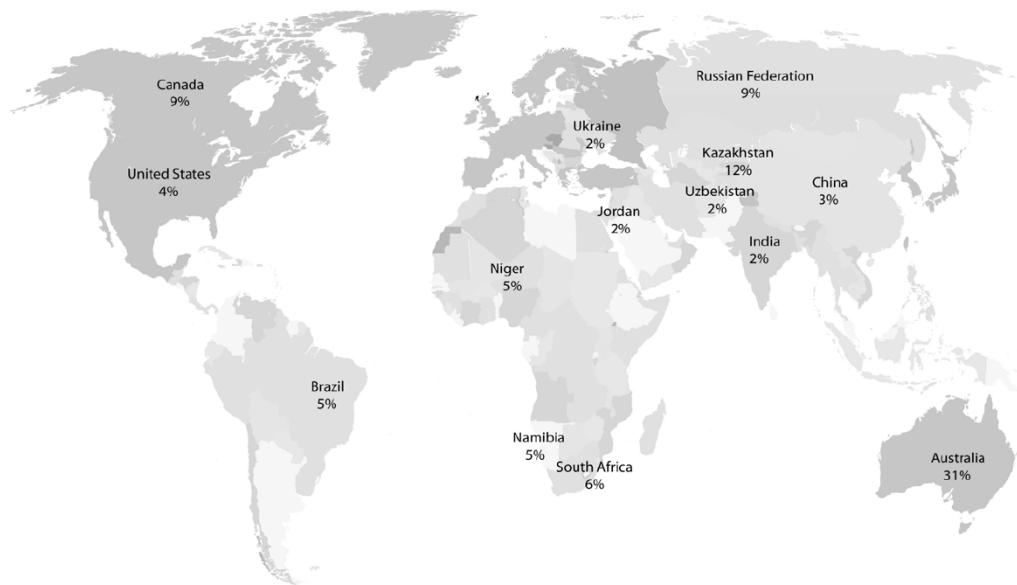 Canada
9%
Russian Federation
9%
Ukraine
2%
Kazakhstan
12%
United States
4%
China
3%
Uzbekistan
2%
Jordan
2%
India
2%
Niger
5%
Brazil
5%
Namibia
5%
South Africa
6%
Australia
31%